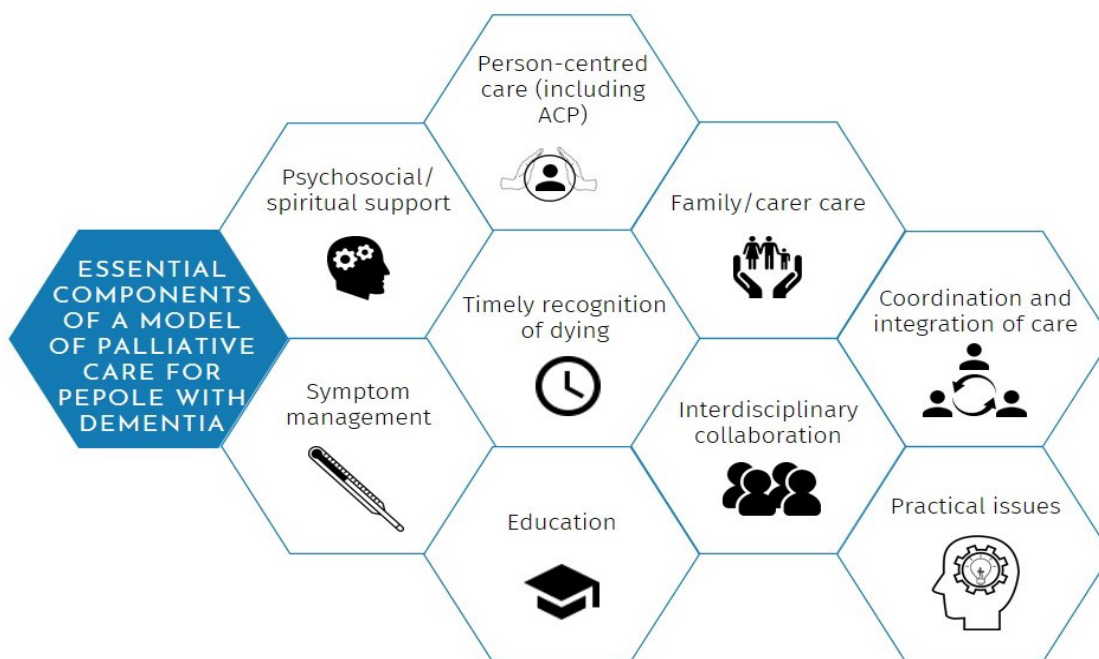 Person-centred
care (including
ACP)
Psychosocial/
spiritual support
Family/carer care
ESSENTIAL
COMPONENTS
OF A MODEL
OF PALLIATIVE
CARE FOR
PEPOLE WITH
DEMENTIA
Timely recognition
of dying
Coordination and
integration of care
Symptom
management
Interdisciplinary
collaboration
Education
Practical issues